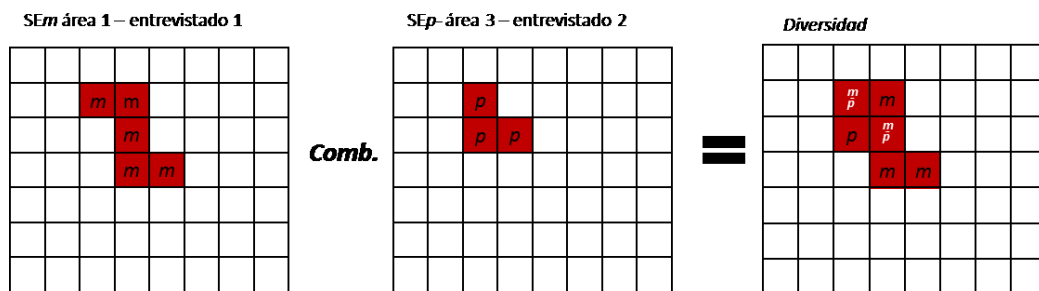 SEm área 1 – entrevistado 1
SEp- área 3 – entrevistado 2
Diversidad
m m
m
m m
Comb.
p
p p
=
m
p
m
p
m
p
m m